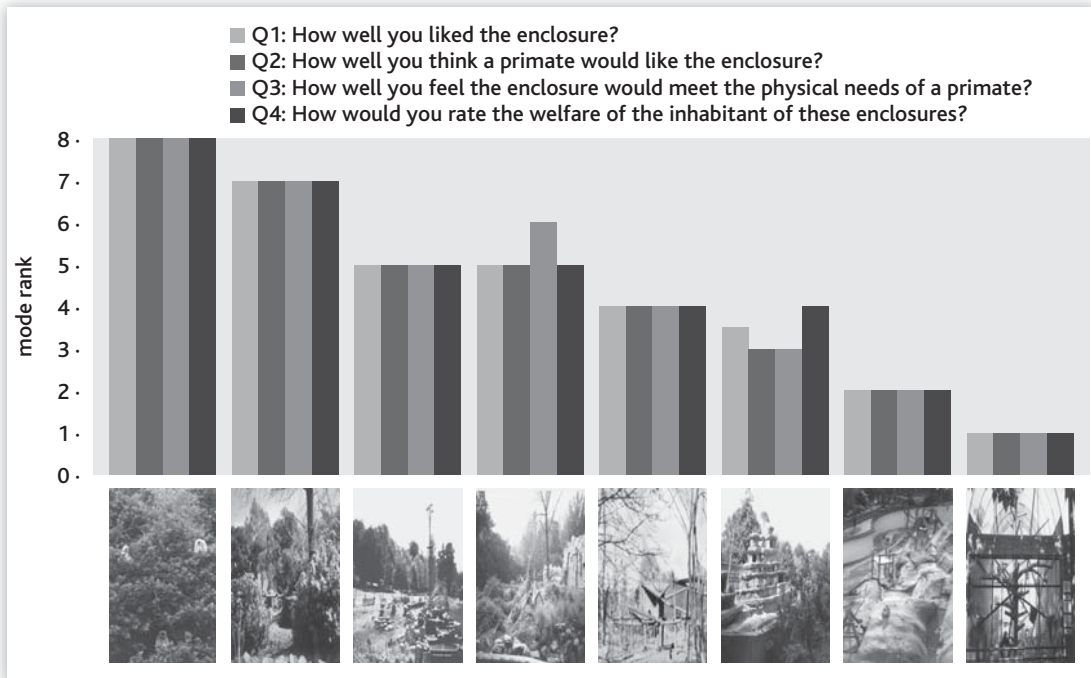 Q1: How well you liked the enclosure?
Q2: How well you think a primate would like the enclosure?
Q3: How well you feel the enclosure would meet the physical needs of a primate?
Q4: How would you rate the welfare of the inhabitant of these enclosures?
8
7
6
5
4
3
2
1
0
mode rank